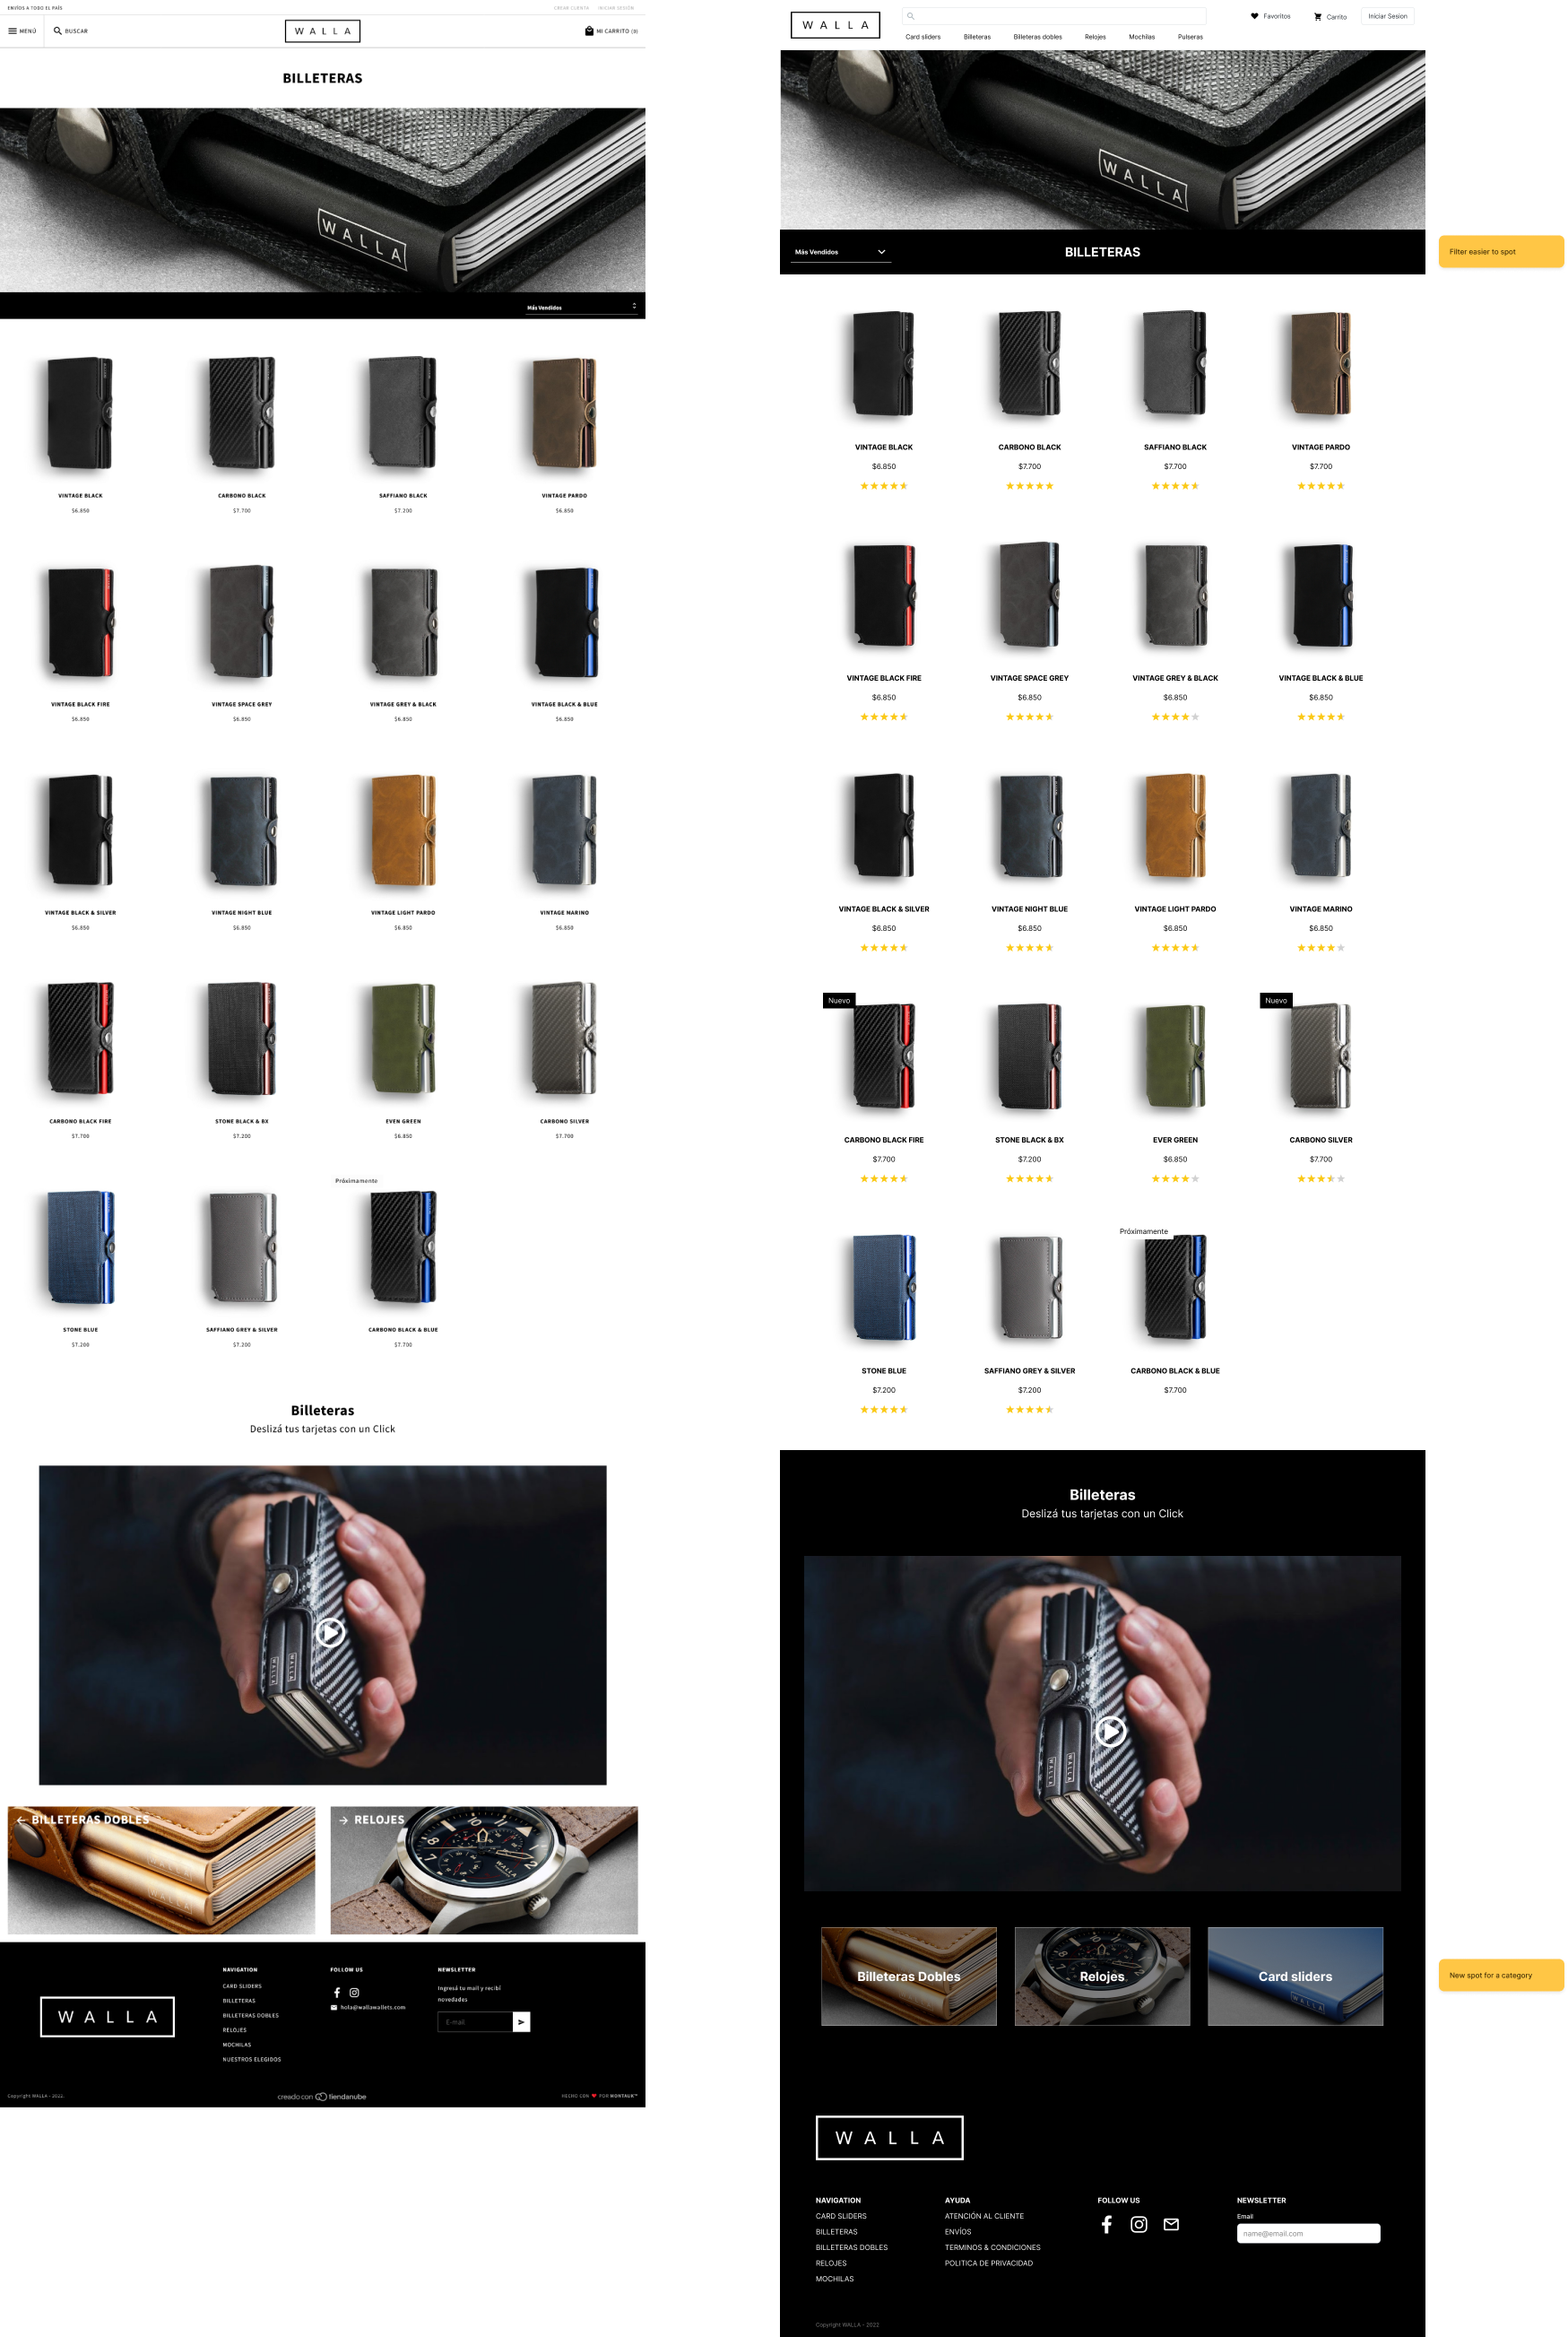 ENVÍOS A TODO EL PAÍS
CREAR CUENTA INICIAR SESIÓN
MENÚ
BUSCAR
WALLA
MI CARRITO (0)
BILLETERAS
WALLA
Más Vendidos
VINTAGE BLACK CARBONO BLACK SAFFIANO BLACK VINTAGE PARDO
$6.850 $7.700 $7.200 $6.850
VINTAGE BLACK FIRE VINTAGE SPACE GREY VINTAGE GREY & BLACK VINTAGE BLACK & BLUE
$6.850 $6.850 $6.850 $6.850
VINTAGE BLACK & SILVER VINTAGE NIGHT BLUE VINTAGE LIGHT PARDO VINTAGE MARINO
$6.850 $6.850 $6.850 $6.850
CARBONO BLACK FIRE STONE BLACK & BX EVEN GREEN CARBONO SILVER
$7.700 $7.200 $6.850 $7.700
Próximamente
STONE BLUE SAFFIANO GREY & SILVER CARBONO BLACK & BLUE
$7.200 $7.200 $7.700
Billeteras
Deslizá tus tarjetas con un Click
WALLA WALLA
BILLETERAS DOBLES
WALLA
WALLA
RELOJES
WALLA
WALLA
NAVIGATION
CARD SLIDERS
BILLETERAS
BILLETERAS DOBLES
RELOJES
MOCHILAS
NUESTROS ELEGIDOS
FOLLOW US
hola@wallawallets.com
NEWSLETTER
Ingresá tu mail y recibí
novedades
E-mail
Copyright WALLA - 2022.
creado con tiendanube
HECHO CON ❤ POR MONTAUK™
WALLA
Favoritos
Carrito
Iniciar Sesion
Card sliders Billeteras Billeteras dobles Relojes Mochilas Pulseras
WALLA
Más Vendidos
BILLETERAS
Filter easier to spot
VINTAGE BLACK CARBONO BLACK SAFFIANO BLACK VINTAGE PARDO
$6.850 $7.700 $7.700 $7.700
VINTAGE BLACK FIRE VINTAGE SPACE GREY VINTAGE GREY & BLACK VINTAGE BLACK & BLUE
$6.850 $6.850 $6.850 $6.850
VINTAGE BLACK & SILVER VINTAGE NIGHT BLUE VINTAGE LIGHT PARDO VINTAGE MARINO
$6.850 $6.850 $6.850 $6.850
Nuevo Nuevo
CARBONO BLACK FIRE STONE BLACK & BX EVER GREEN CARBONO SILVER
$7.700 $7.200 $6.850 $7.700
Próximamente
STONE BLUE SAFFIANO GREY & SILVER CARBONO BLACK & BLUE
$7.200 $7.200 $7.700
Billeteras
Deslizá tus tarjetas con un Click
WALLA WALLA
Billeteras Dobles
Relojes
Card sliders
WALLA
New spot for a category
WALLA
NAVIGATION
CARD SLIDERS
BILLETERAS
BILLETERAS DOBLES
RELOJES
MOCHILAS
AYUDA
ATENCIÓN AL CLIENTE
ENVÍOS
TERMINOS & CONDICIONES
POLITICA DE PRIVACIDAD
FOLLOW US
NEWSLETTER
Email
name@email.com
Copyright WALLA - 2022